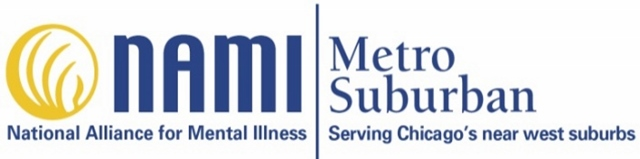 NAMI
National Alliance for Mental Illness
Metro
Suburban
Serving Chicago's near west suburbs